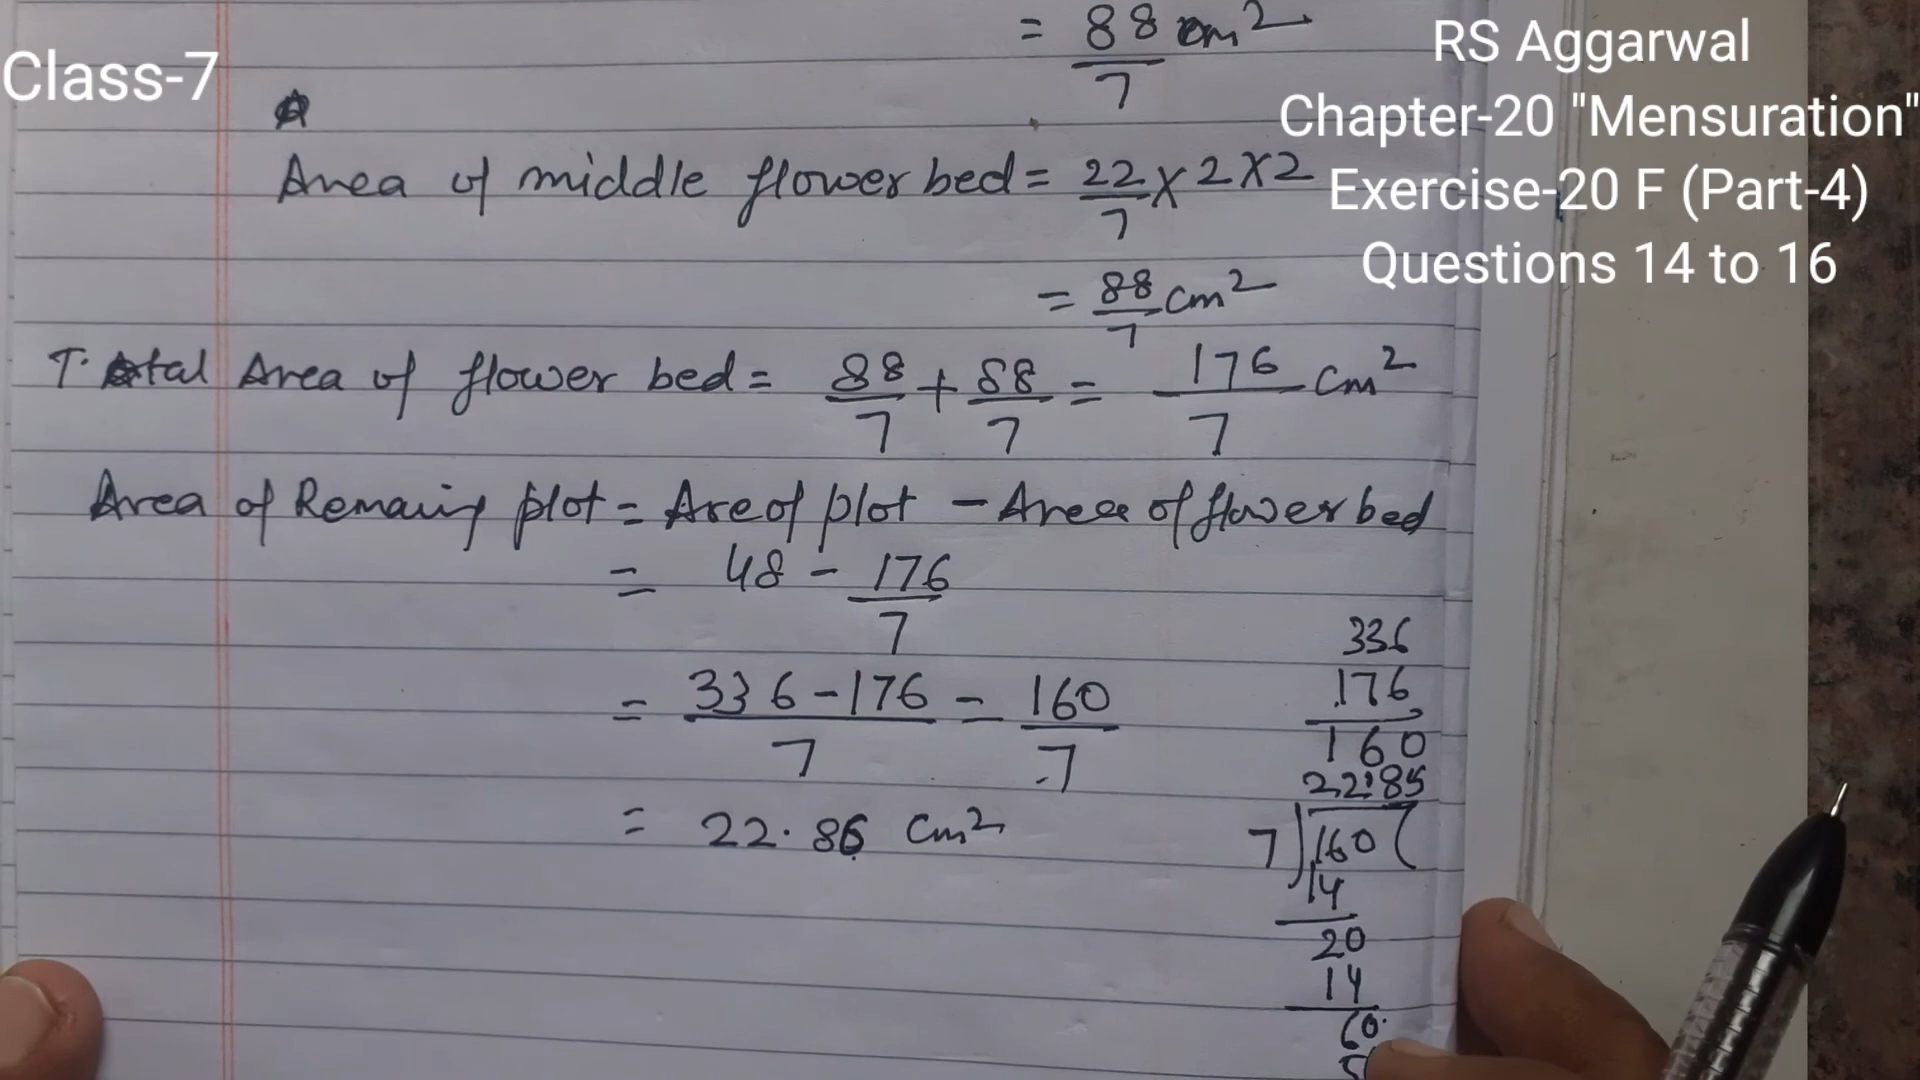 = 88/7 cm²
Class-7
RS Aggarwal
Chapter-20 "Mensuration"
Exercise-20 F (Part-4)
Questions 14 to 16
Area of middle flower bed = 22/7 X 2 X 2
= 88/7 cm²
Total Area of flower bed = 88/7 + 88/7 = 176/7 cm²
Area of Remaing plot = Are of plot - Area of flower bed
= 48 - 176/7
= 336-176/7 = 160/7
= 22.86 cm²
336
176
160
22.85
7)160(
14
20
14
60